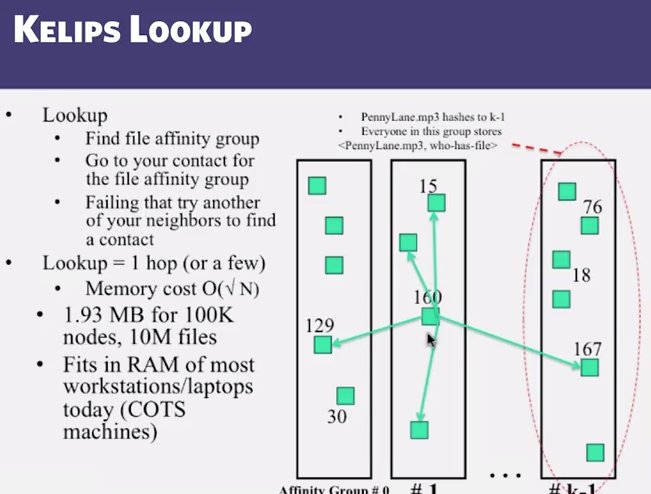 KELIPS LOOKUP
• Lookup
• Find file affinity group
• Go to your contact for
the file affinity group
• Failing that try another
of your neighbors to find
a contact
• Lookup = 1 hop (or a few)
• Memory cost O(√ N)
• 1.93 MB for 100K
nodes, 10M files
• Fits in RAM of most
workstations/laptops
today (COTS
machines)
• PennyLane.mp3 hashes to k-1
• Everyone in this group stores
<PennyLane.mp3, who-has-file>
15
76
18
160
129
167
30
...
Affinity Group # 0
# 1
# k-1